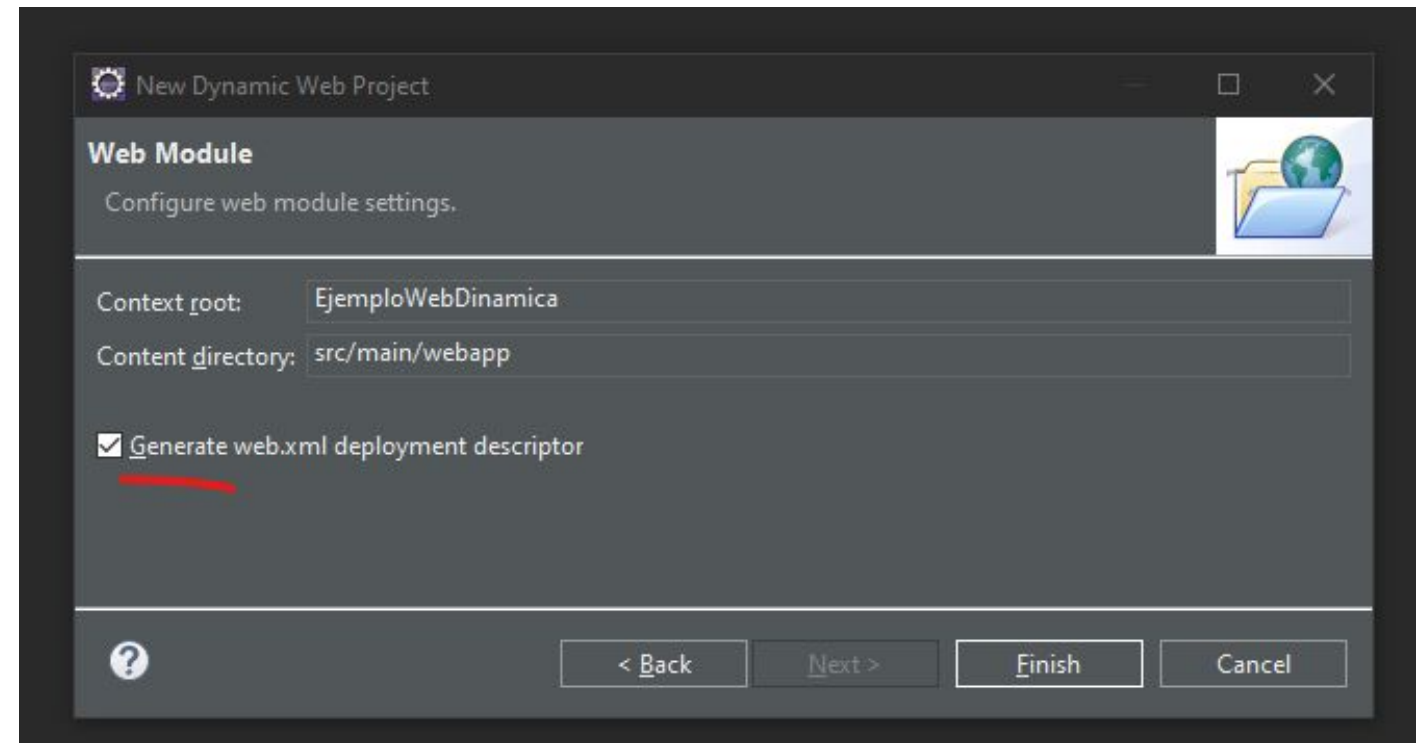 New Dynamic Web Project
Web Module
Configure web module settings.
Context root: EjemploWebDinamica
Content directory: src/main/webapp
Generate web.xml deployment descriptor
? < Back Next > Finish Cancel